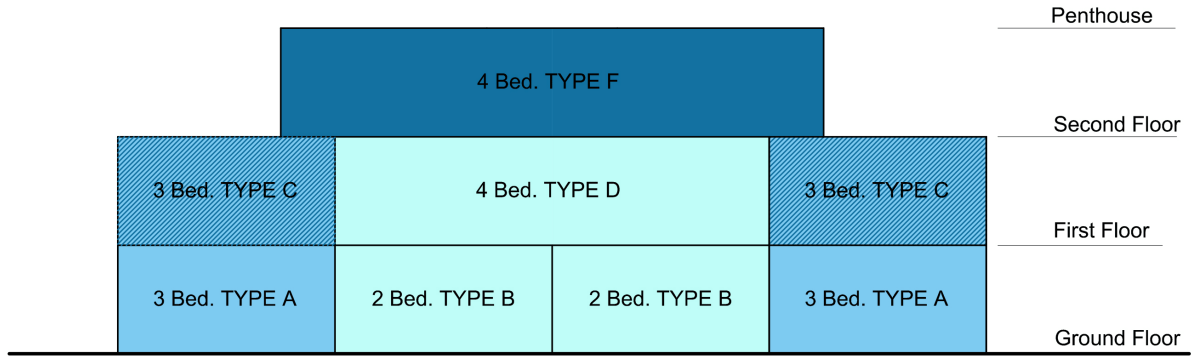 Penthouse
4 Bed. TYPE F
Second Floor
3 Bed. TYPE C
4 Bed. TYPE D
3 Bed. TYPE C
First Floor
3 Bed. TYPE A
2 Bed. TYPE B
2 Bed. TYPE B
3 Bed. TYPE A
Ground Floor